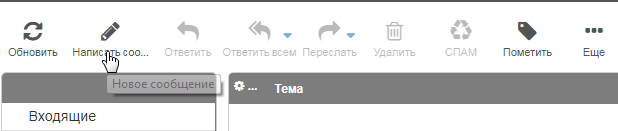 Обновить Написать соо... Ответить Ответить всем Переслать Удалить СПАМ Пометить Еще
Новое сообщение
... Тема
Входящие